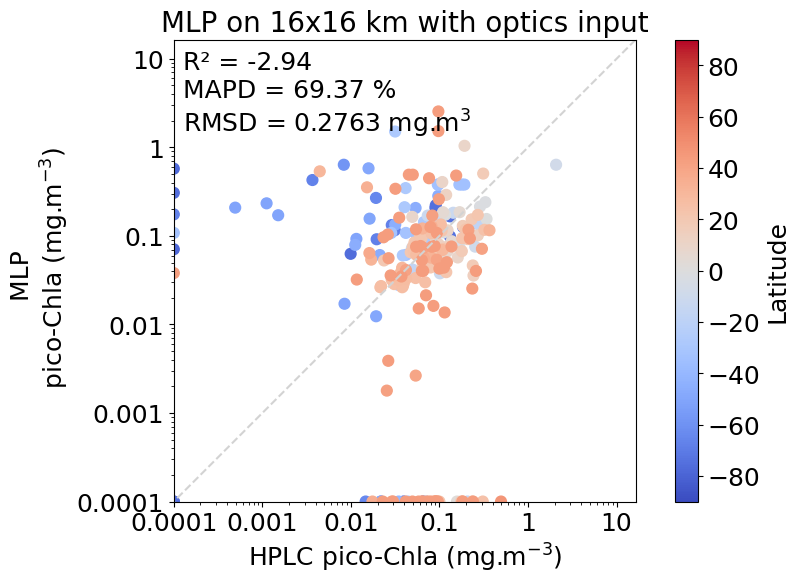 MLP on 16x16 km with optics input
R² = -2.94
MAPD = 69.37 %
RMSD = 0.2763 mg.m⁻³
10
1
0.1
0.01
0.001
0.0001
MLP
pico-Chla (mg.m⁻³)
0.0001 0.001 0.01 0.1 1 10
HPLC pico-Chla (mg.m⁻³)
80
60
40
20
0
−20
−40
−60
−80
Latitude